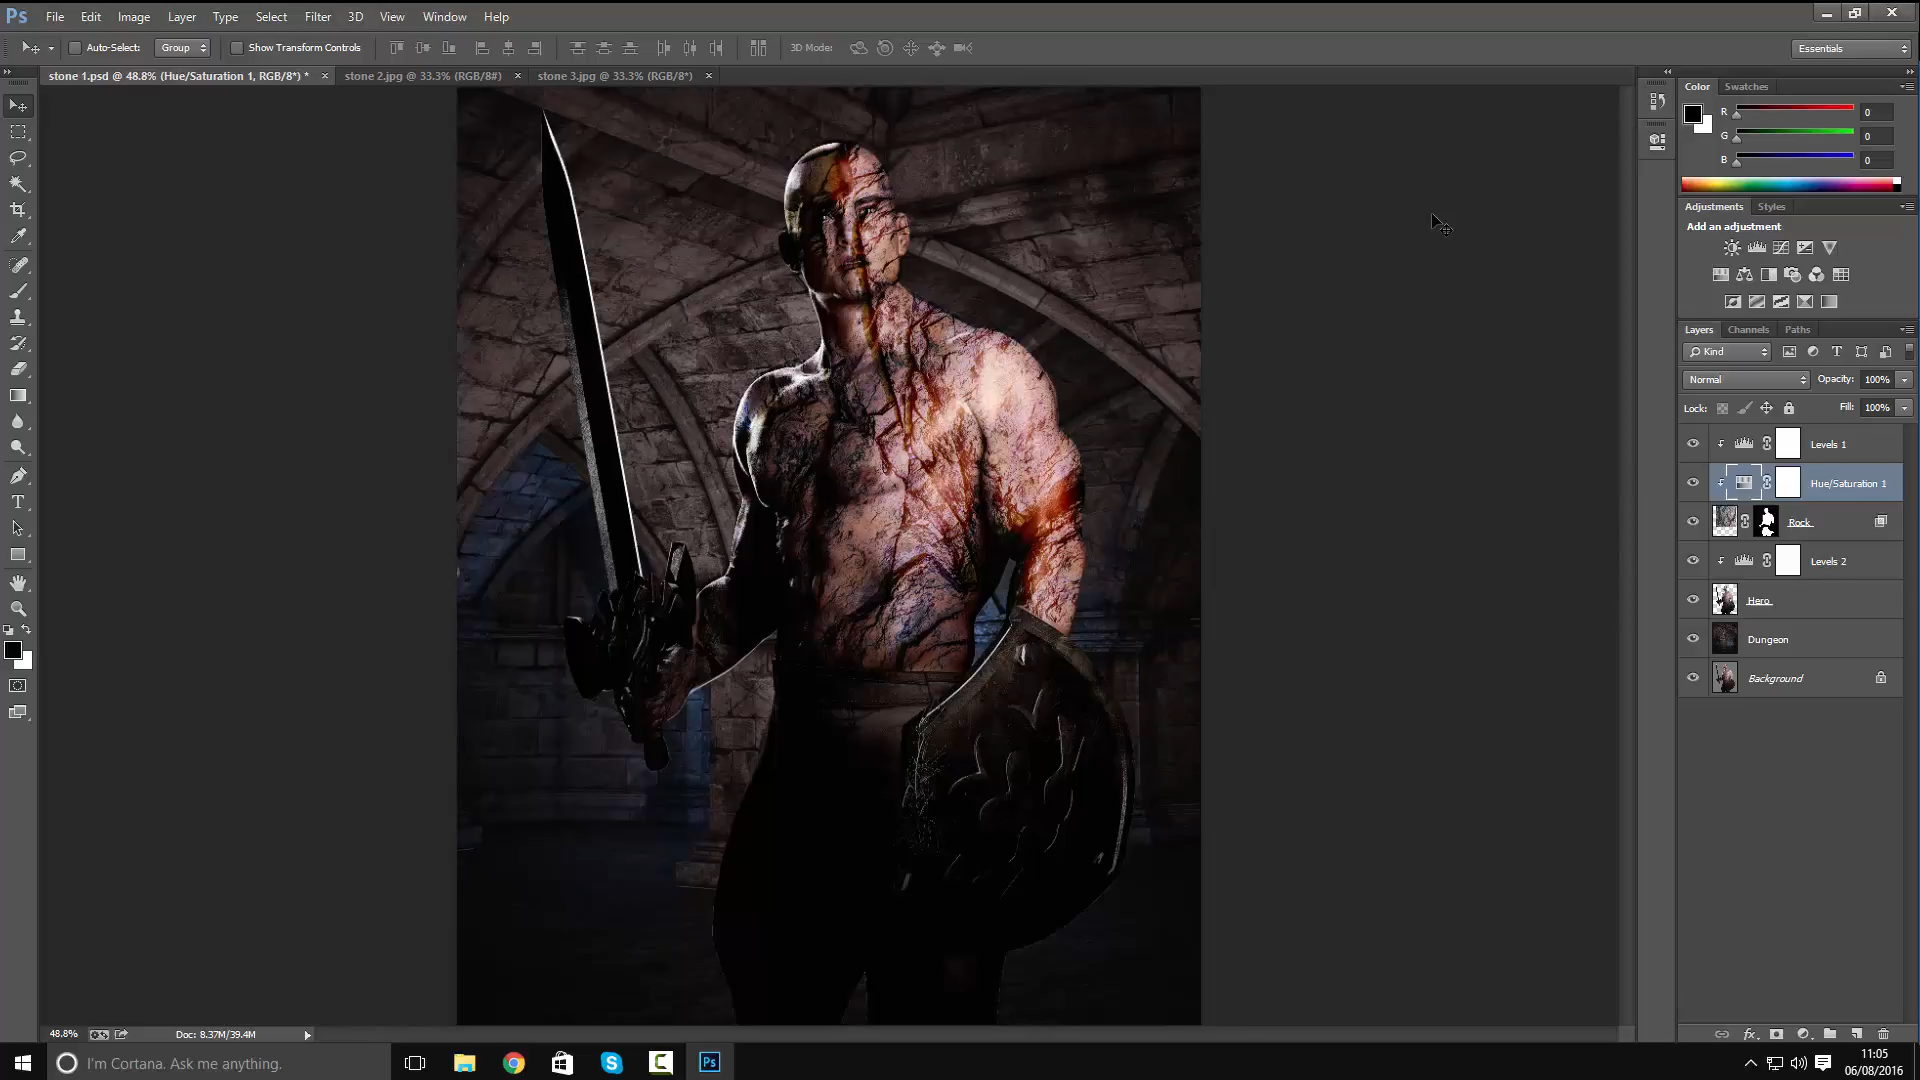 Ps File Edit Image Layer Type Select Filter 3D View Window Help
Auto-Select: Group Show Transform Controls 3D Mode: Essentials
stone 1.psd @ 48.8% (Hue/Saturation 1, RGB/8*) * × stone 2.jpg @ 33.3% (RGB/8#) × stone 3.jpg @ 33.3% (RGB/8*) ×
Color Swatches
R 0
G 0
B 0
Adjustments Styles
Add an adjustment
Layers Channels Paths
Kind
Normal Opacity: 100%
Lock: Fill: 100%
Levels 1
Hue/Saturation 1
Rock
Levels 2
Hero
Dungeon
Background
48.8% Doc: 8.37M/39.4M
I'm Cortana. Ask me anything.
Ps
11:05
06/08/2016